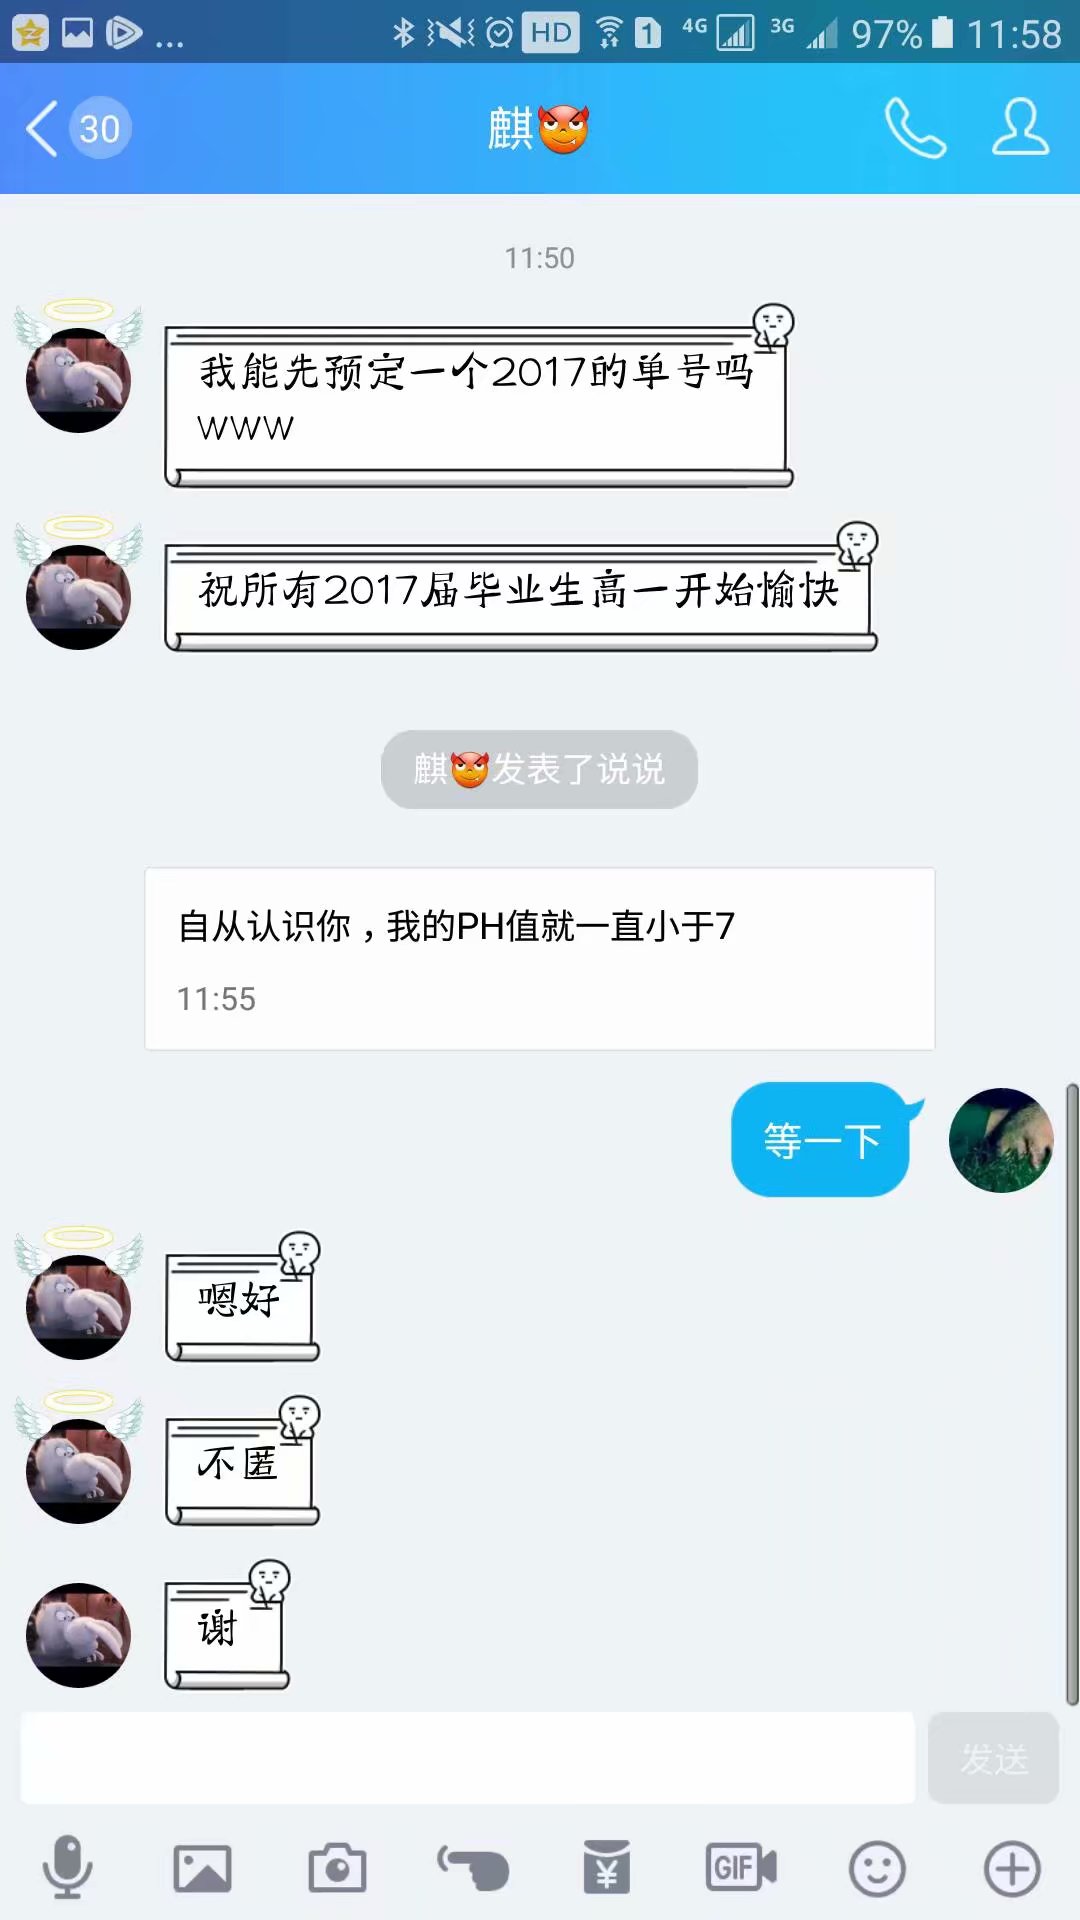 HD 1 4G 3G 97% 11:58
30 麒
11:50
我能先预定一个2017的单号吗
www
祝所有2017届毕业生高一开始愉快
麒发表了说说
自从认识你，我的PH值就一直小于7
11:55
等一下
嗯好
不匿
谢
发送
GIF